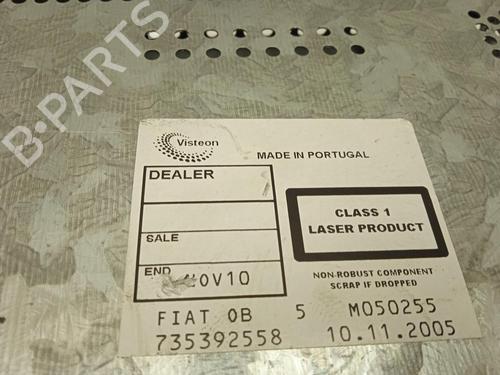 B-PARTS
Visteon
MADE IN PORTUGAL
DEALER
CLASS 1
LASER PRODUCT
SALE
END
NON-ROBUST COMPONENT
SCRAP IF DROPPED
FIAT 0B 5 M050255
735392558 10.11.2005